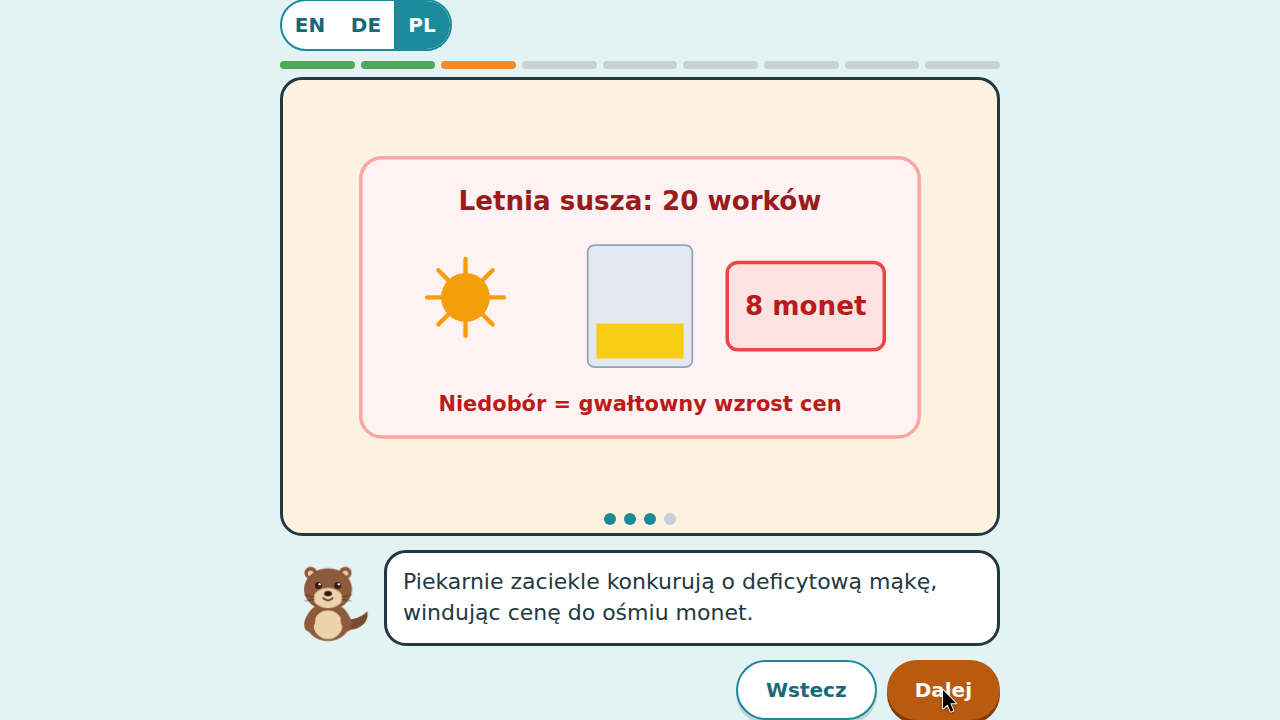 EN DE PL
Letnia susza: 20 worków
8 monet
Niedobór = gwałtowny wzrost cen
Piekarnie zaciekle konkurują o deficytową mąkę,
windując cenę do ośmiu monet.
Wstecz Dalej